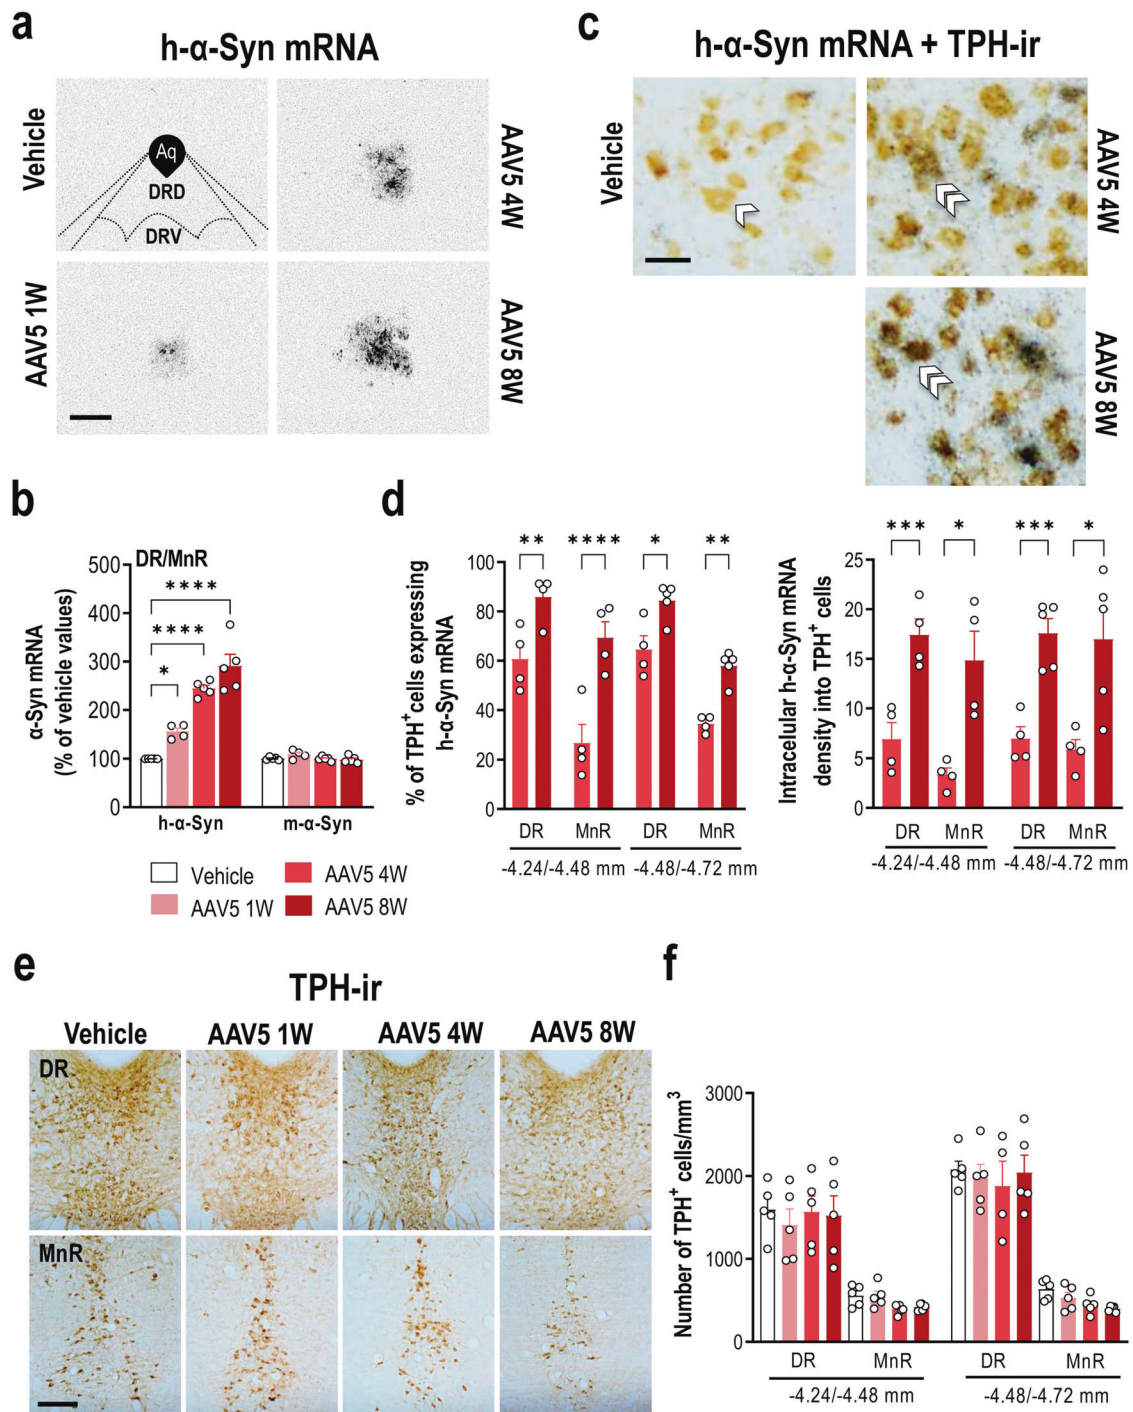 a
h-α-Syn mRNA
Vehicle
Aq
DRD
DRV
AAV5 4W
AAV5 1W
AAV5 8W
c
h-α-Syn mRNA + TPH-ir
Vehicle
AAV5 4W
AAV5 8W
b
DR/MnR
α-Syn mRNA
(% of vehicle values)
500
400
300
200
100
0
*
****
****
h-α-Syn
m-α-Syn
Vehicle
AAV5 1W
AAV5 4W
AAV5 8W
d
% of TPH⁺cells expressing
h-α-Syn mRNA
100
80
60
40
20
0
** **** * **
DR MnR DR MnR
-4.24/-4.48 mm -4.48/-4.72 mm
Intracelular h-α-Syn mRNA
density into TPH⁺ cells
25
20
15
10
5
0
*** * *** *
DR MnR DR MnR
-4.24/-4.48 mm -4.48/-4.72 mm
e
TPH-ir
Vehicle AAV5 1W AAV5 4W AAV5 8W
DR
MnR
f
Number of TPH⁺ cells/mm³
3000
2000
1000
0
DR MnR DR MnR
-4.24/-4.48 mm -4.48/-4.72 mm